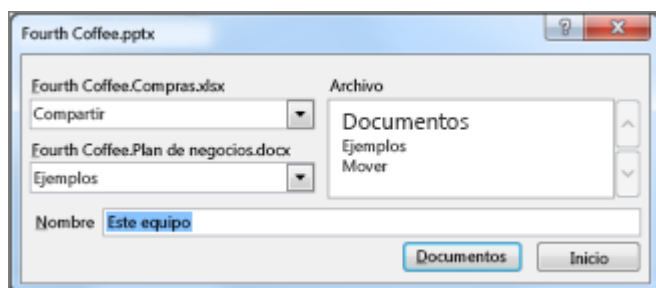 Fourth Coffee.pptx
Fourth Coffee.Compras.xlsx
Compartir
Fourth Coffee.Plan de negocios.docx
Ejemplos
Archivo
Documentos
Ejemplos
Mover
Nombre Este equipo
Documentos Inicio